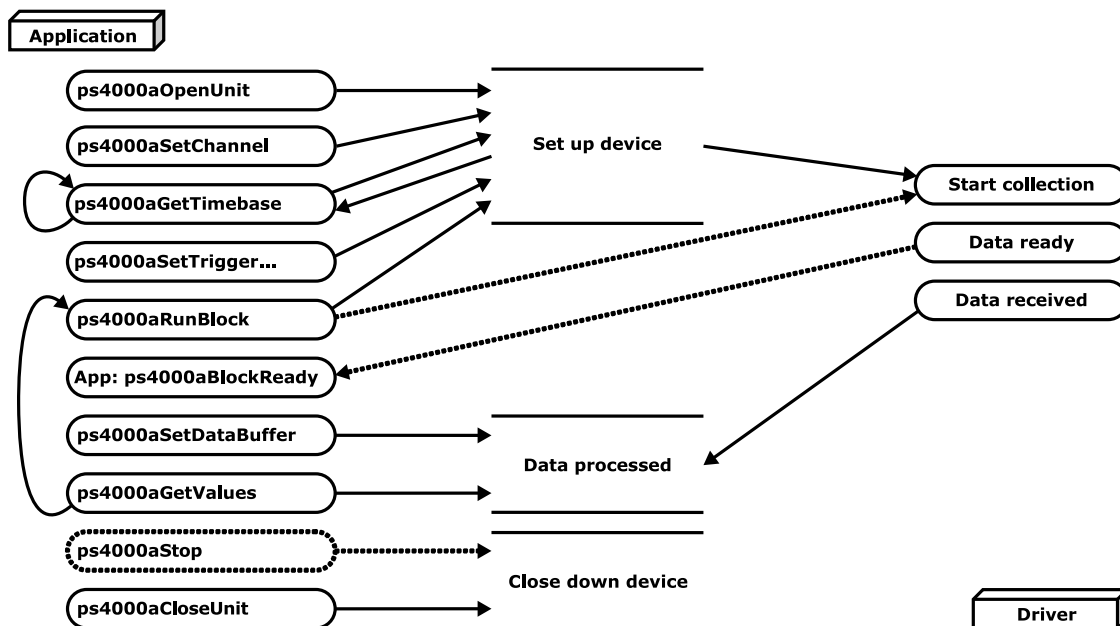 Application
ps4000aOpenUnit
ps4000aSetChannel
Set up device
ps4000aGetTimebase
Start collection
ps4000aSetTrigger...
Data ready
ps4000aRunBlock
Data received
App: ps4000aBlockReady
ps4000aSetDataBuffer
Data processed
ps4000aGetValues
ps4000aStop
Close down device
ps4000aCloseUnit
Driver